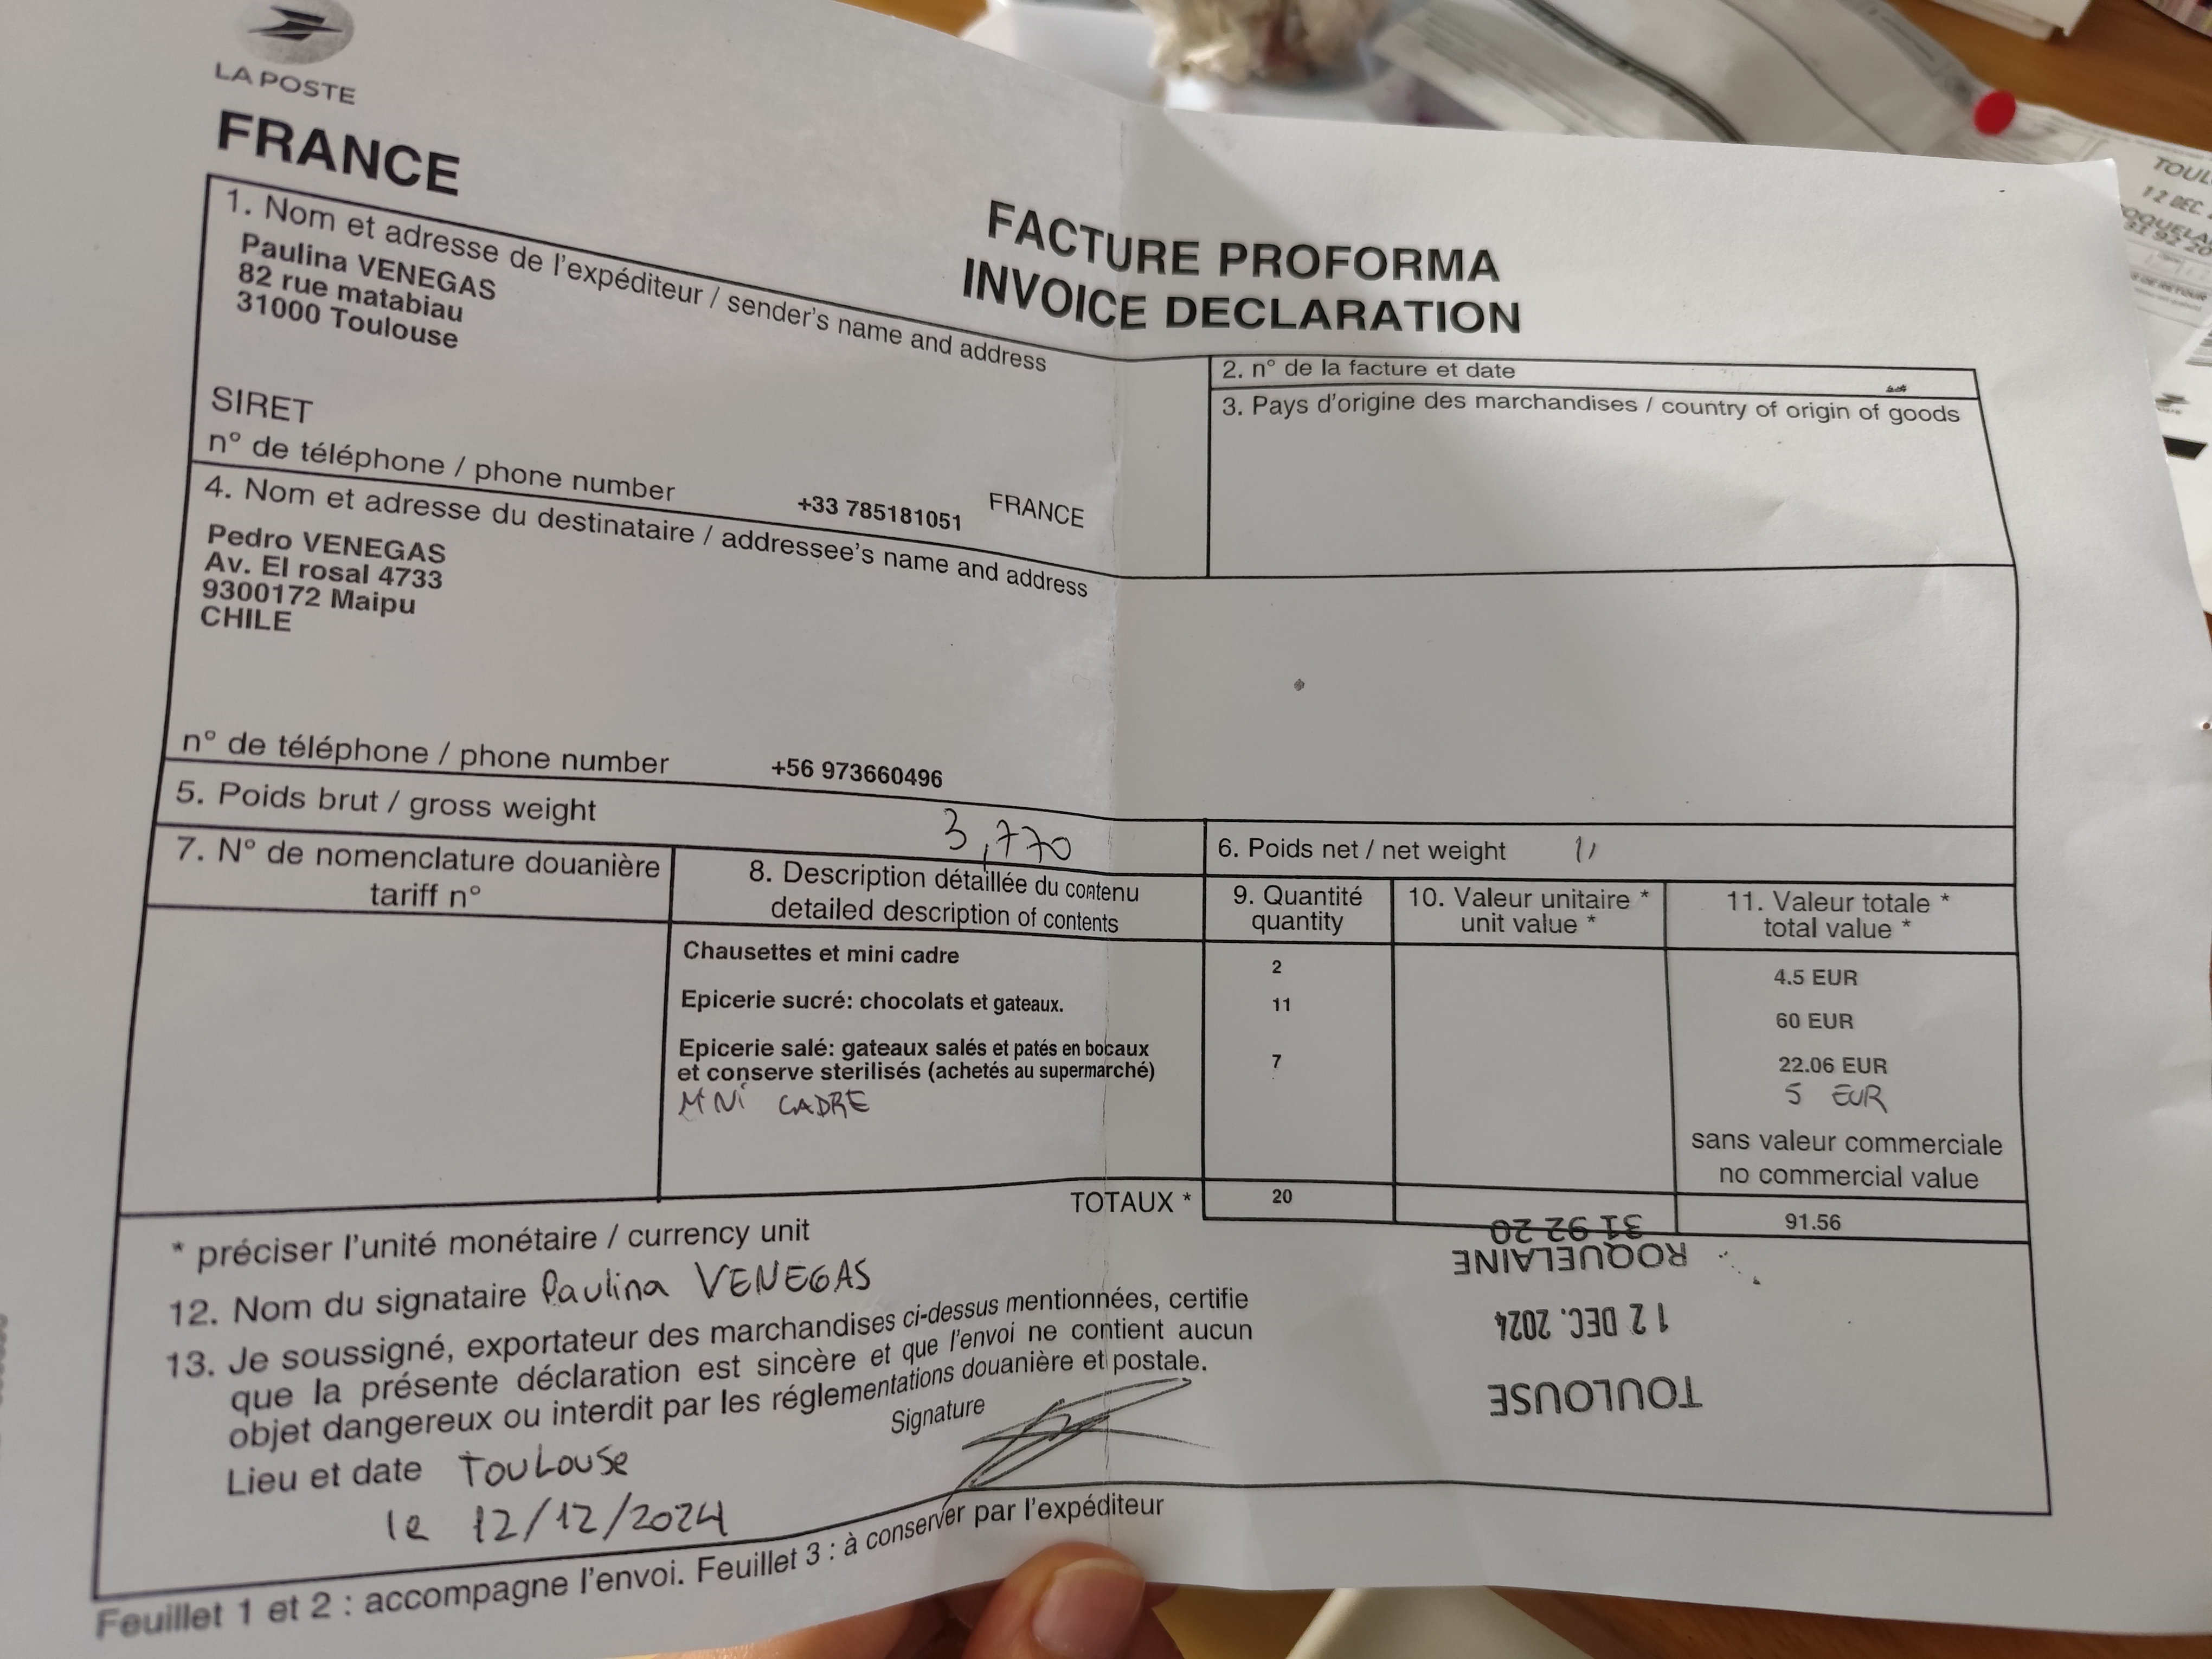 LA POSTE
FRANCE
FACTURE PROFORMA
INVOICE DECLARATION
1. Nom et adresse de l'expéditeur / sender's name and address
Paulina VENEGAS
82 rue matabiau
31000 Toulouse
SIRET
n° de téléphone / phone number +33 785181051 FRANCE
2. n° de la facture et date
3. Pays d'origine des marchandises / country of origin of goods
4. Nom et adresse du destinataire / addressee's name and address
Pedro VENEGAS
Av. El rosal 4733
9300172 Maipu
CHILE
n° de téléphone / phone number +56 973660496
5. Poids brut / gross weight 3,770
6. Poids net / net weight
7. N° de nomenclature douanière
tariff n°
8. Description détaillée du contenu
detailed description of contents
9. Quantité
quantity
10. Valeur unitaire *
unit value *
11. Valeur totale *
total value *
Chausettes et mini cadre 2 4.5 EUR
Epicerie sucré: chocolats et gateaux. 11 60 EUR
Epicerie salé: gateaux salés et patés en bocaux
et conserve sterilisés (achetés au supermarché) 7 22.06 EUR
MiNi CADRE 5 EUR
sans valeur commerciale
no commercial value
TOTAUX * 20 91.56
* préciser l'unité monétaire / currency unit
12. Nom du signataire Paulina VENEGAS
13. Je soussigné, exportateur des marchandises ci-dessus mentionnées, certifie
que la présente déclaration est sincère et que l'envoi ne contient aucun
objet dangereux ou interdit par les réglementations douanière et postale.
Signature
Lieu et date TouLouse
le 12/12/2024
TOULOUSE
12 DEC. 2024
ROQUELAINE
31 92 20
Feuillet 1 et 2 : accompagne l'envoi. Feuillet 3 : à conserver par l'expéditeur
TOUL
12 DEC.